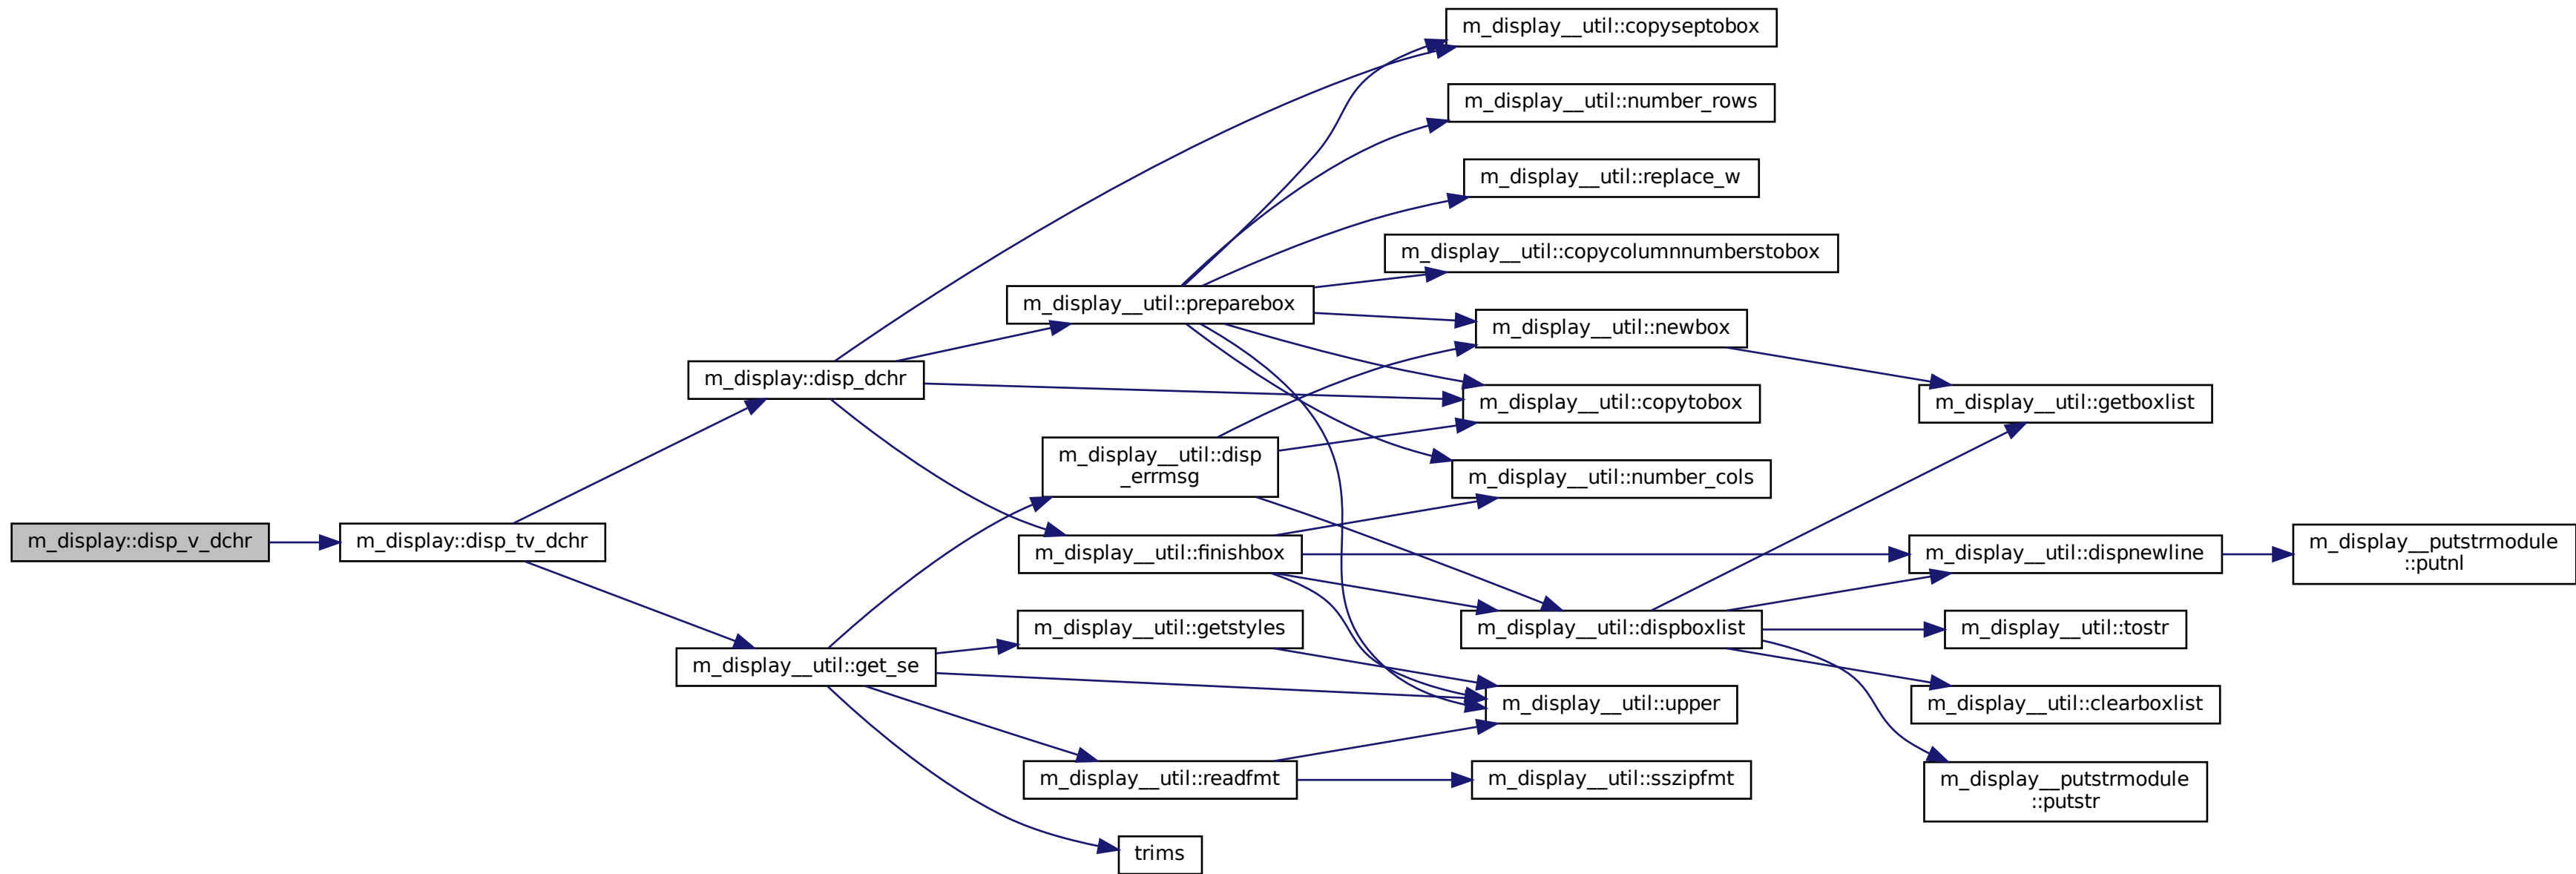 m_display::disp_v_dchr
m_display::disp_tv_dchr
m_display::disp_dchr
m_display__util::get_se
m_display__util::preparebox
m_display__util::disp
_errmsg
m_display__util::finishbox
m_display__util::getstyles
m_display__util::readfmt
trims
m_display__util::copyseptobox
m_display__util::number_rows
m_display__util::replace_w
m_display__util::copycolumnnumberstobox
m_display__util::newbox
m_display__util::copytobox
m_display__util::number_cols
m_display__util::dispboxlist
m_display__util::upper
m_display__util::sszipfmt
m_display__util::getboxlist
m_display__util::dispnewline
m_display__util::tostr
m_display__util::clearboxlist
m_display__putstrmodule
::putstr
m_display__putstrmodule
::putnl